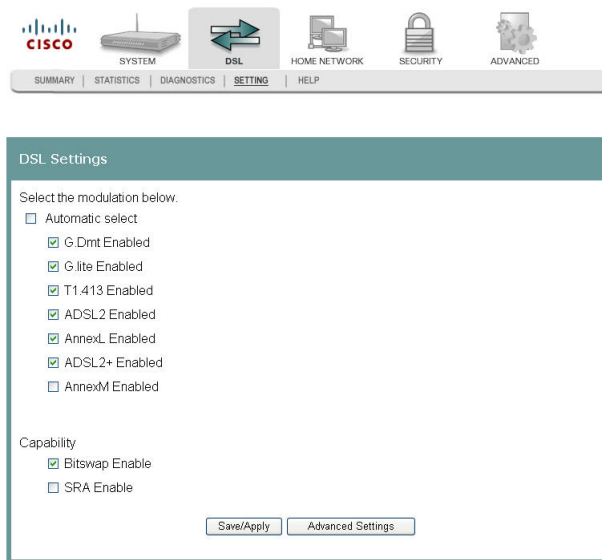 CISCO
SYSTEM DSL HOME NETWORK SECURITY ADVANCED
SUMMARY | STATISTICS | DIAGNOSTICS | SETTING | HELP
DSL Settings
Select the modulation below.
Automatic select
G.Dmt Enabled
G.lite Enabled
T1.413 Enabled
ADSL2 Enabled
AnnexL Enabled
ADSL2+ Enabled
AnnexM Enabled
Capability
Bitswap Enable
SRA Enable
Save/Apply Advanced Settings